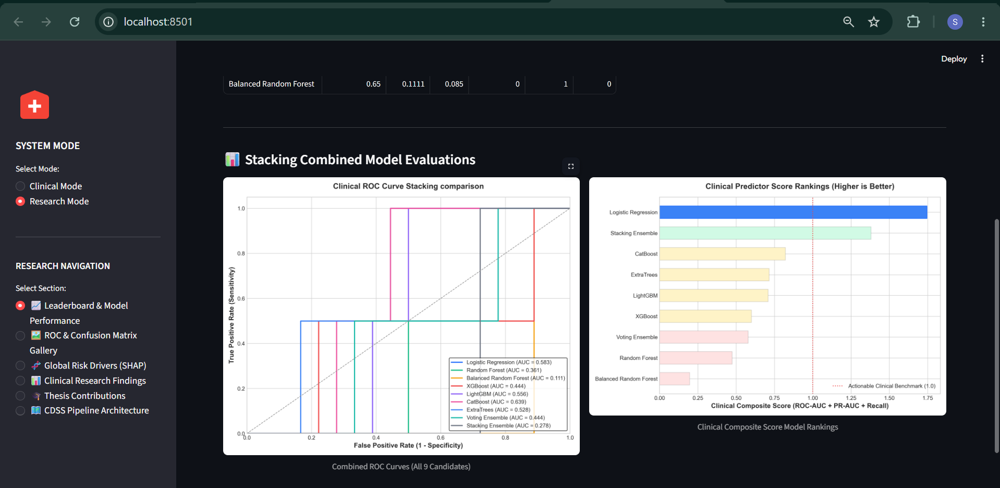 localhost:8501
S
Deploy
SYSTEM MODE
Select Mode:
Clinical Mode
Research Mode
RESEARCH NAVIGATION
Select Section:
Leaderboard & Model
Performance
ROC & Confusion Matrix
Gallery
Global Risk Drivers (SHAP)
Clinical Research Findings
Thesis Contributions
CDSS Pipeline Architecture
Balanced Random Forest 0.65 0.1111 0.085 0 1 0
Stacking Combined Model Evaluations
Clinical ROC Curve Stacking comparison
True Positive Rate (Sensitivity)
1.0
0.8
0.6
0.4
0.2
0.0
Logistic Regression (AUC = 0.583)
Random Forest (AUC = 0.361)
Balanced Random Forest (AUC = 0.111)
XGBoost (AUC = 0.444)
LightGBM (AUC = 0.556)
CatBoost (AUC = 0.639)
ExtraTrees (AUC = 0.528)
Voting Ensemble (AUC = 0.444)
Stacking Ensemble (AUC = 0.278)
0.0 0.2 0.4 0.6 0.8 1.0
False Positive Rate (1 - Specificity)
Combined ROC Curves (All 9 Candidates)
Clinical Predictor Score Rankings (Higher is Better)
Logistic Regression
Stacking Ensemble
CatBoost
ExtraTrees
LightGBM
XGBoost
Voting Ensemble
Random Forest
Balanced Random Forest
Actionable Clinical Benchmark (1.0)
0.00 0.25 0.50 0.75 1.00 1.25 1.50 1.75
Clinical Composite Score (ROC-AUC + PR-AUC + Recall)
Clinical Composite Score Model Rankings